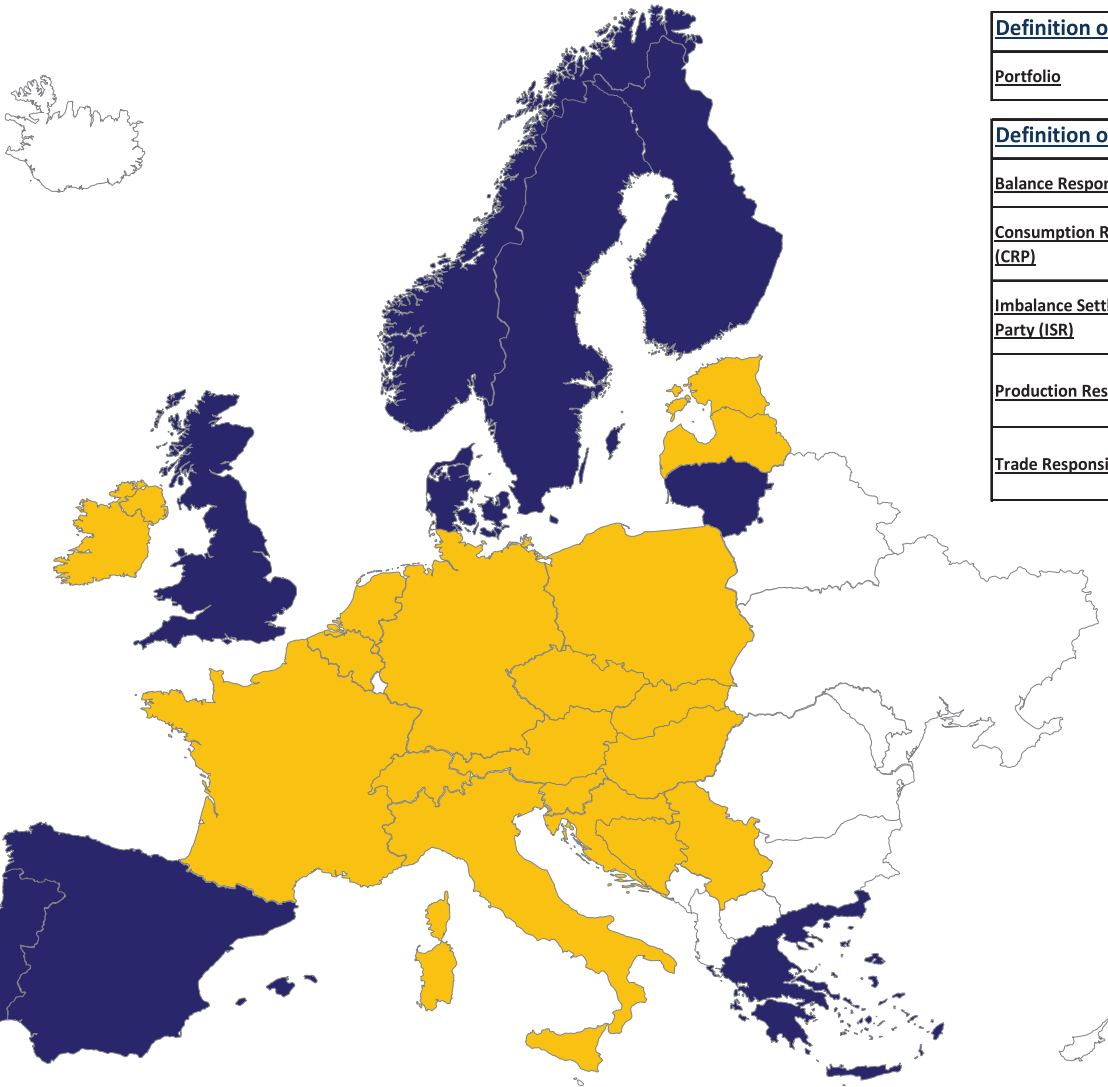 Definition o
Portfolio
Definition o
Balance Respon
Consumption R
(CRP)
Imbalance Settl
Party (ISR)
Production Res
Trade Responsi